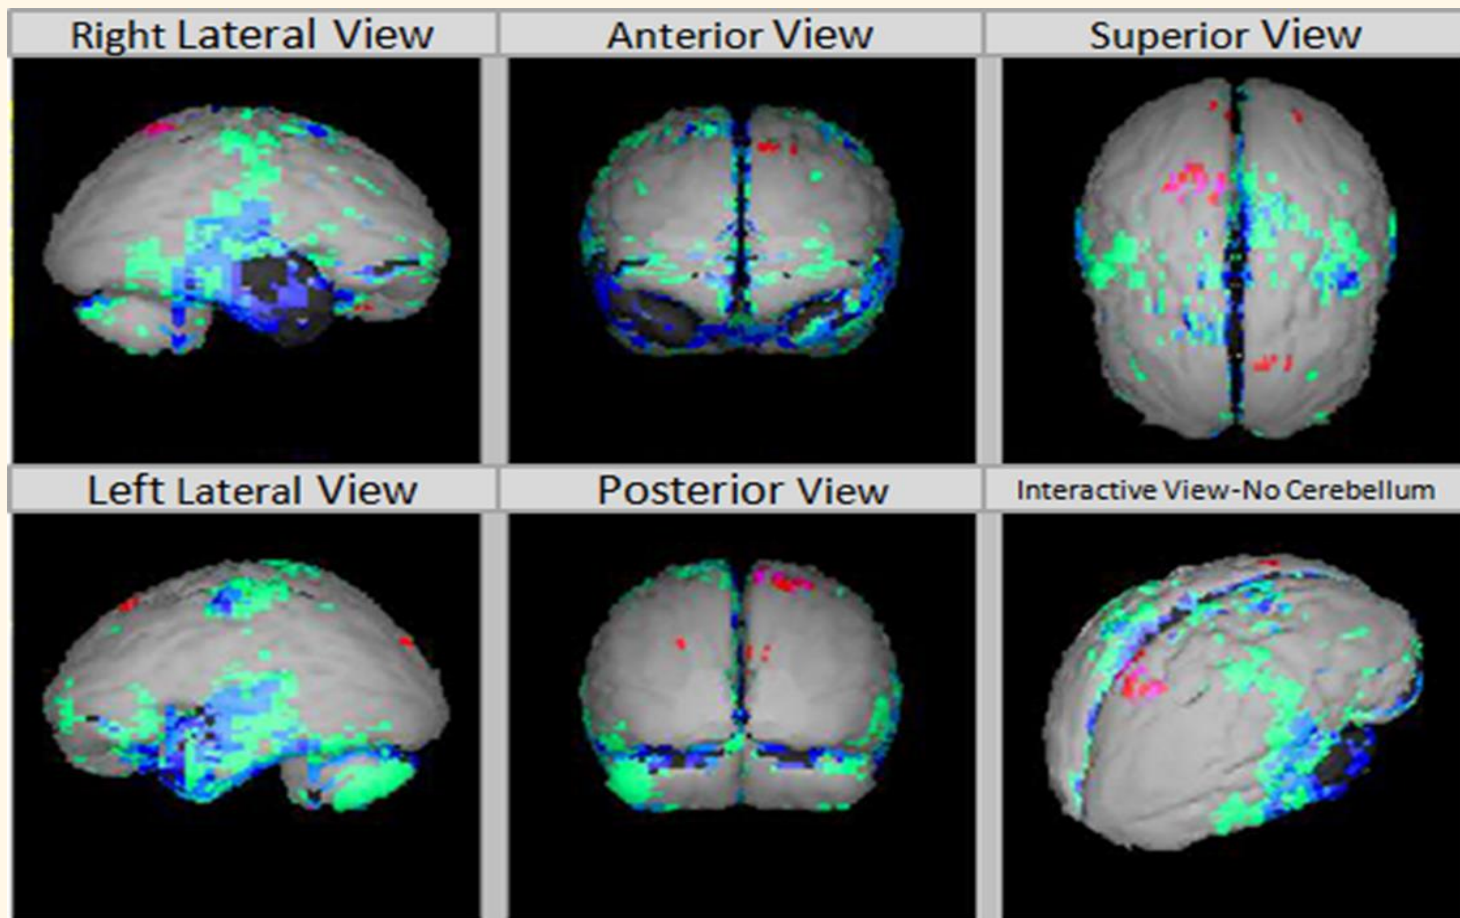 Right Lateral View
Anterior View
Superior View
Left Lateral View
Posterior View
Interactive View-No Cerebellum